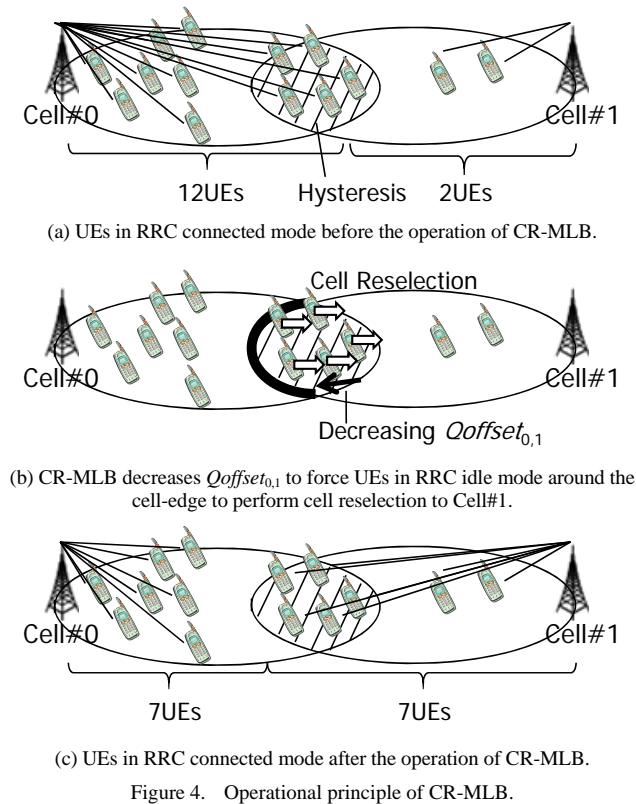 Cell#0
Cell#1
12UEs
Hysteresis
2UEs
(a) UEs in RRC connected mode before the operation of CR-MLB.
Cell Reselection
Cell#0
Cell#1
Decreasing Qoffset0,1
(b) CR-MLB decreases Qoffset0,1 to force UEs in RRC idle mode around the
cell-edge to perform cell reselection to Cell#1.
Cell#0
Cell#1
7UEs
7UEs
(c) UEs in RRC connected mode after the operation of CR-MLB.
Figure 4. Operational principle of CR-MLB.